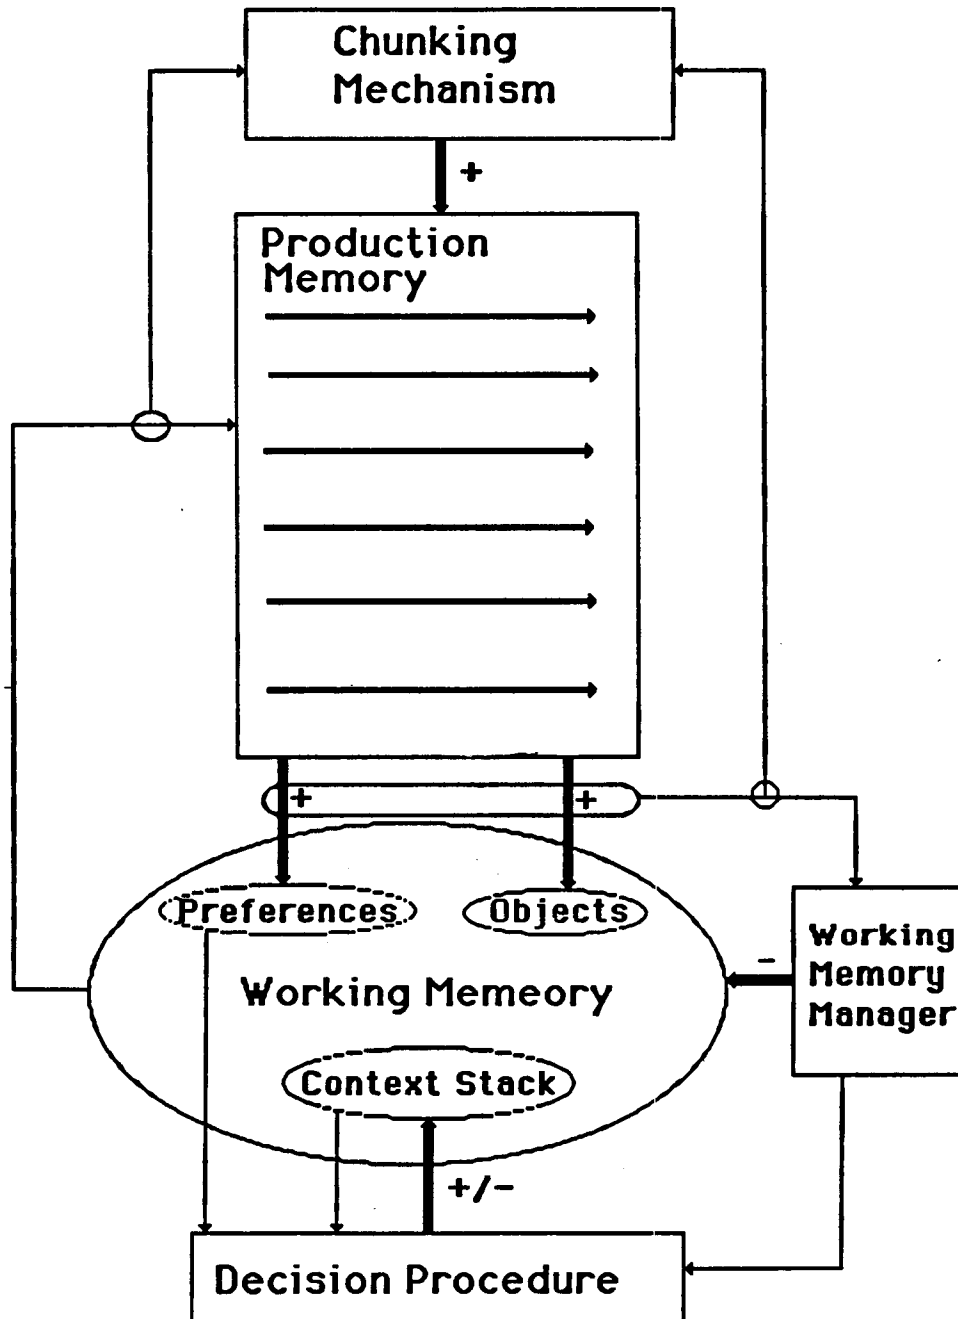 Chunking
Mechanism
+
Production
Memory
+
+
Preferences
Objects
Working
Memory
Manager
-
Working Memeory
Context Stack
+/-
Decision Procedure